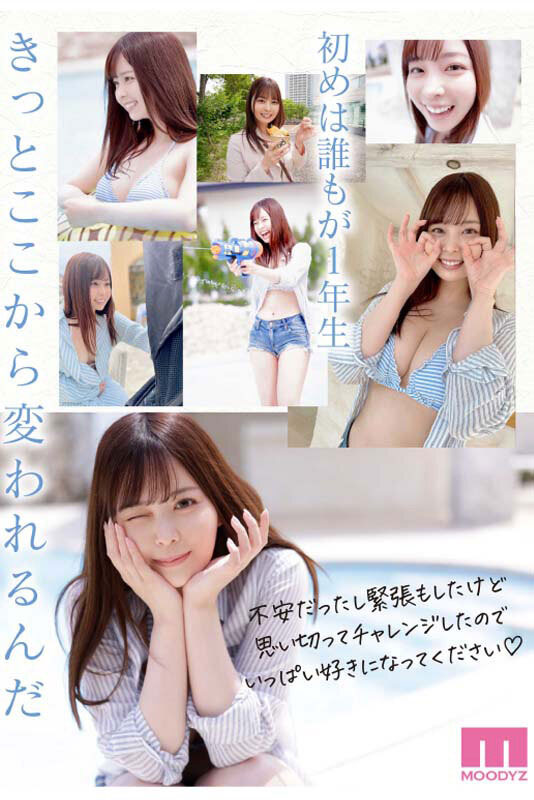 初めは誰もが1年生
きっとここから変われるんだ
不安だったし緊張もしたけど
思い切ってチャレンジしたので
いっぱい好きになってください♡
MOODYZ